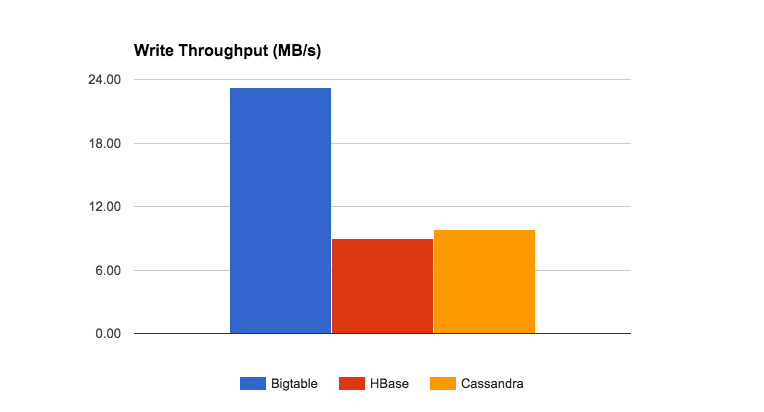 Write Throughput (MB/s)
24.00
18.00
12.00
6.00
0.00
Bigtable HBase Cassandra